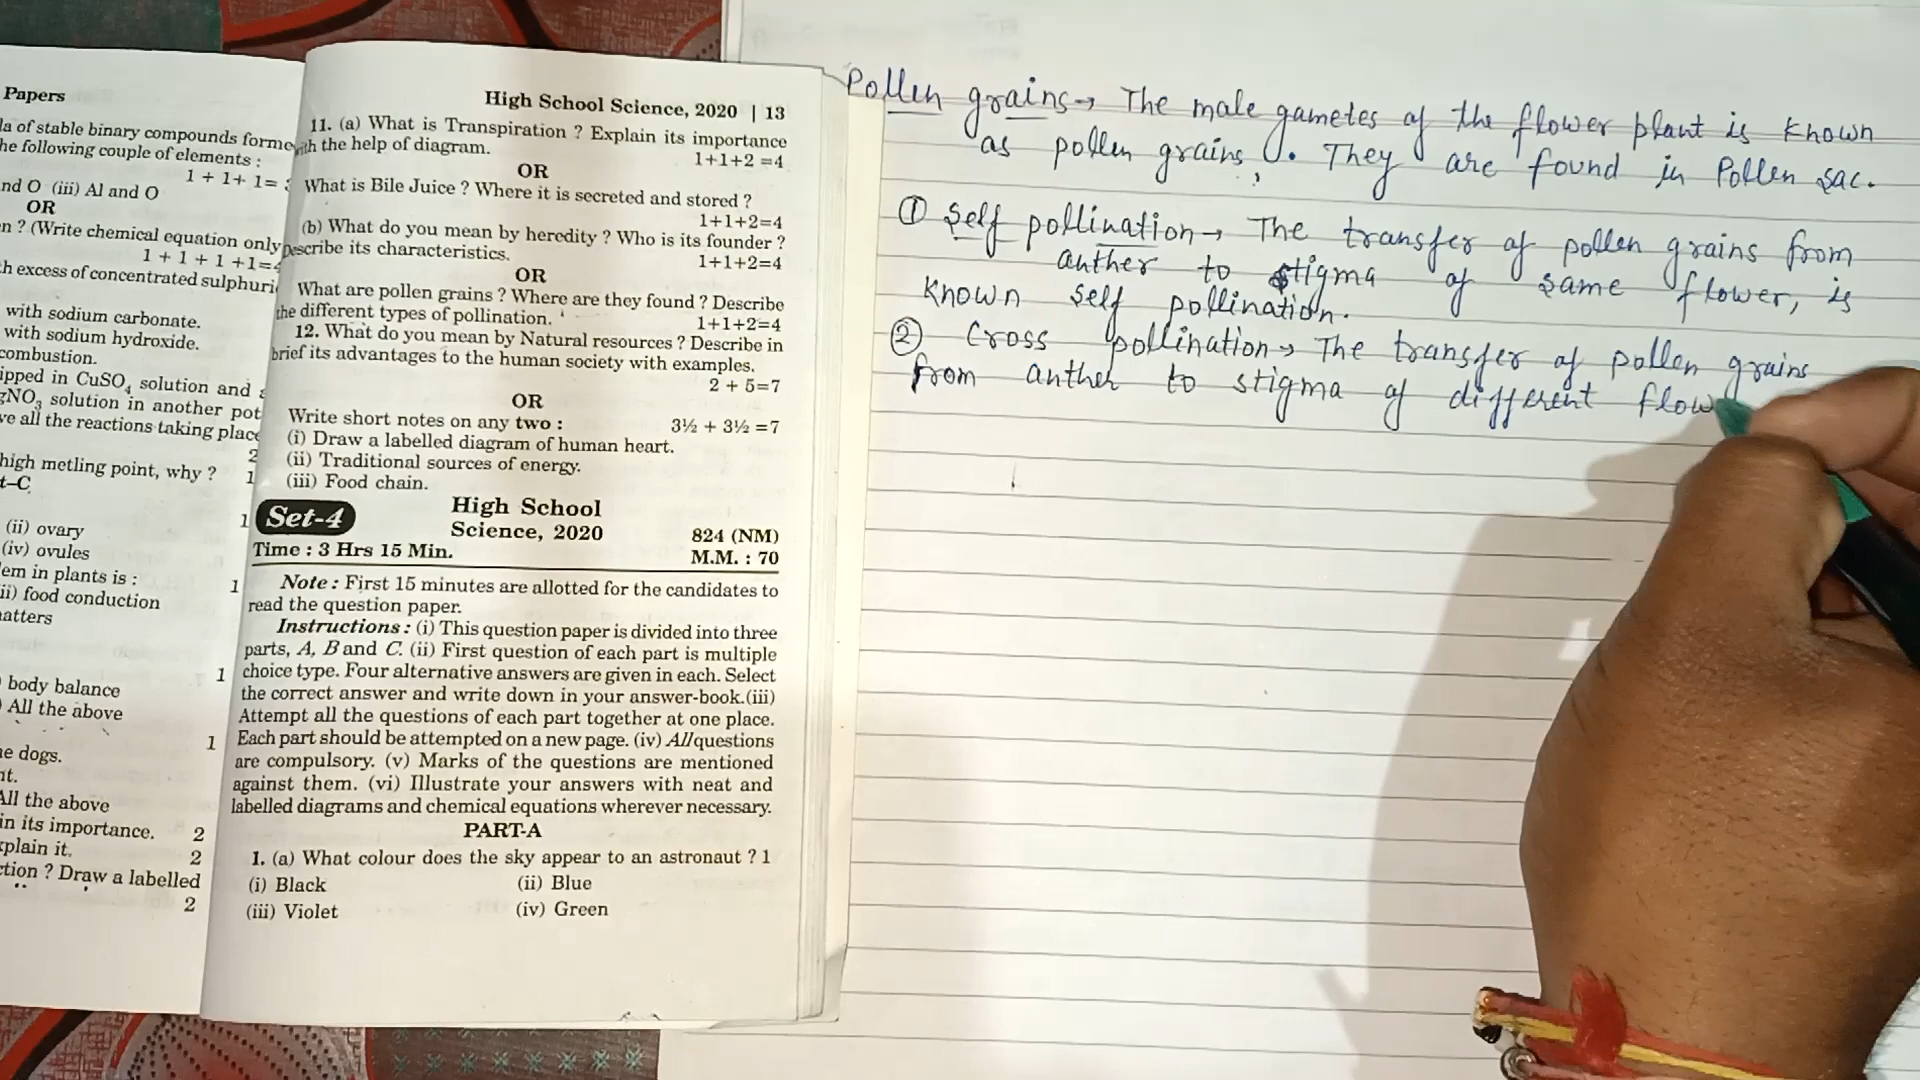 Papers
la of stable binary compounds forme
he following couple of elements :
1 + 1+ 1=
nd O (iii) Al and O
OR
n ? (Write chemical equation only
1 + 1 + 1 +1=4
h excess of concentrated sulphuri
with sodium carbonate.
with sodium hydroxide.
combustion.
ipped in CuSO₄ solution and
gNO₃ solution in another pot
ve all the reactions taking place
2
high metling point, why ? 1
t–C.
(ii) ovary 1
(iv) ovules
em in plants is : 1
ii) food conduction
natters
1
body balance
All the above
1
ne dogs.
nt.
All the above
in its importance. 2
xplain it. 2
ction ? Draw a labelled
2
High School Science, 2020 | 13
11. (a) What is Transpiration ? Explain its importance
with the help of diagram. 1+1+2 =4
OR
What is Bile Juice ? Where it is secreted and stored ?
1+1+2=4
(b) What do you mean by heredity ? Who is its founder ?
Describe its characteristics. 1+1+2=4
OR
What are pollen grains ? Where are they found ? Describe
the different types of pollination. 1+1+2=4
12. What do you mean by Natural resources ? Describe in
brief its advantages to the human society with examples.
2 + 5=7
OR
Write short notes on any two : 3½ + 3½ =7
(i) Draw a labelled diagram of human heart.
(ii) Traditional sources of energy.
(iii) Food chain.
Set-4 High School
Science, 2020 824 (NM)
Time : 3 Hrs 15 Min. M.M. : 70
Note : First 15 minutes are allotted for the candidates to
read the question paper.
Instructions : (i) This question paper is divided into three
parts, A, B and C. (ii) First question of each part is multiple
choice type. Four alternative answers are given in each. Select
the correct answer and write down in your answer-book.(iii)
Attempt all the questions of each part together at one place.
Each part should be attempted on a new page. (iv) All questions
are compulsory. (v) Marks of the questions are mentioned
against them. (vi) Illustrate your answers with neat and
labelled diagrams and chemical equations wherever necessary.
PART-A
1. (a) What colour does the sky appear to an astronaut ? 1
(i) Black (ii) Blue
(iii) Violet (iv) Green
Pollen grains → The male gametes of the flower plant is known
as pollen grains. They are found in Pollen sac.
① Self pollination → The transfer of pollen grains from
anther to stigma of same flower, is
known self pollination.
② Cross pollination → The transfer of pollen grains
from anther to stigma of different flow